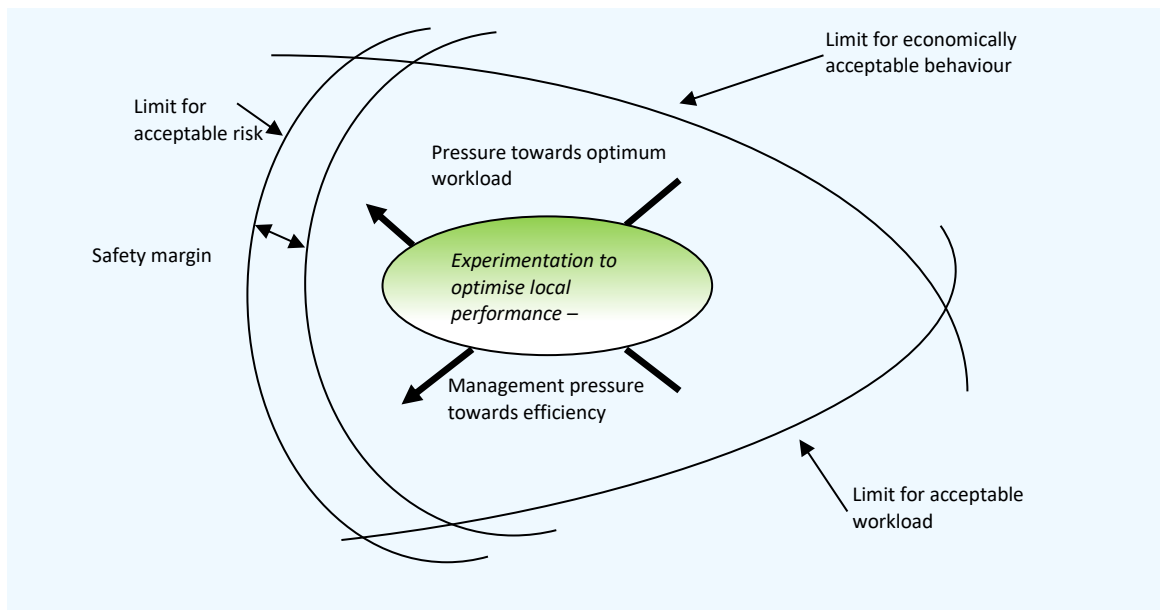 Limit for economically
acceptable behaviour
Limit for
acceptable risk
Pressure towards optimum
workload
Safety margin
Experimentation to
optimise local
performance –
Management pressure
towards efficiency
Limit for acceptable
workload